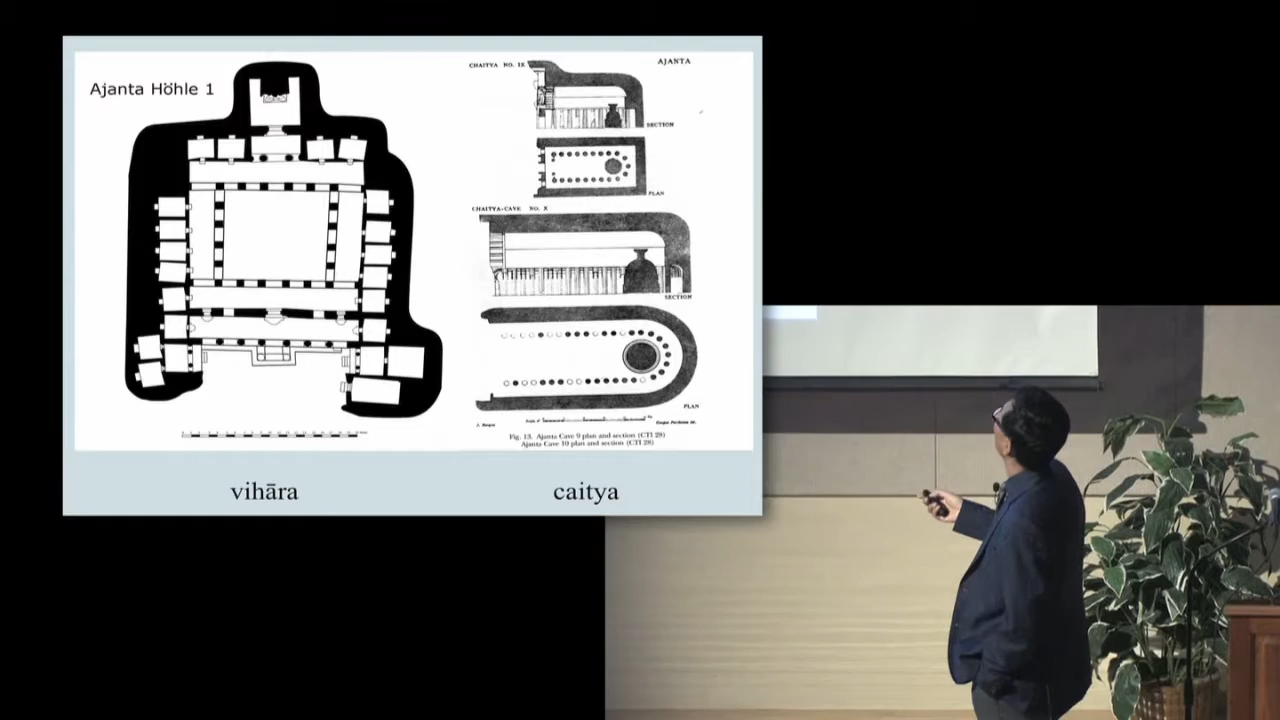 Ajanta Höhle 1
CHAITYA NO. IX
AJANTA
SECTION
PLAN
CHAITYA-CAVE NO. X
SECTION
PLAN
Fig. 13. Ajanta Cave 9 plan and section (CTI 29)
Ajanta Cave 10 plan and section (CTI 28)
vihāra
caitya